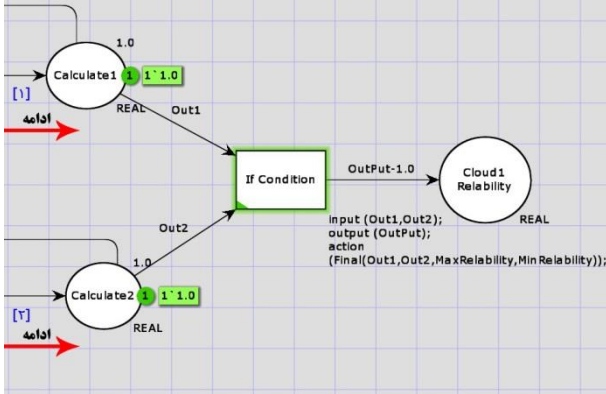 1.0
Calculate1
1
1`1.0
[۱]
REAL
Out1
ادامه
If Condition
OutPut-1.0
Cloud1
Relability
REAL
input (Out1,Out2);
output (OutPut);
action
(Final(Out1,Out2,MaxRelability,MinRelability));
Out2
1.0
Calculate2
1
1`1.0
[۲]
REAL
ادامه